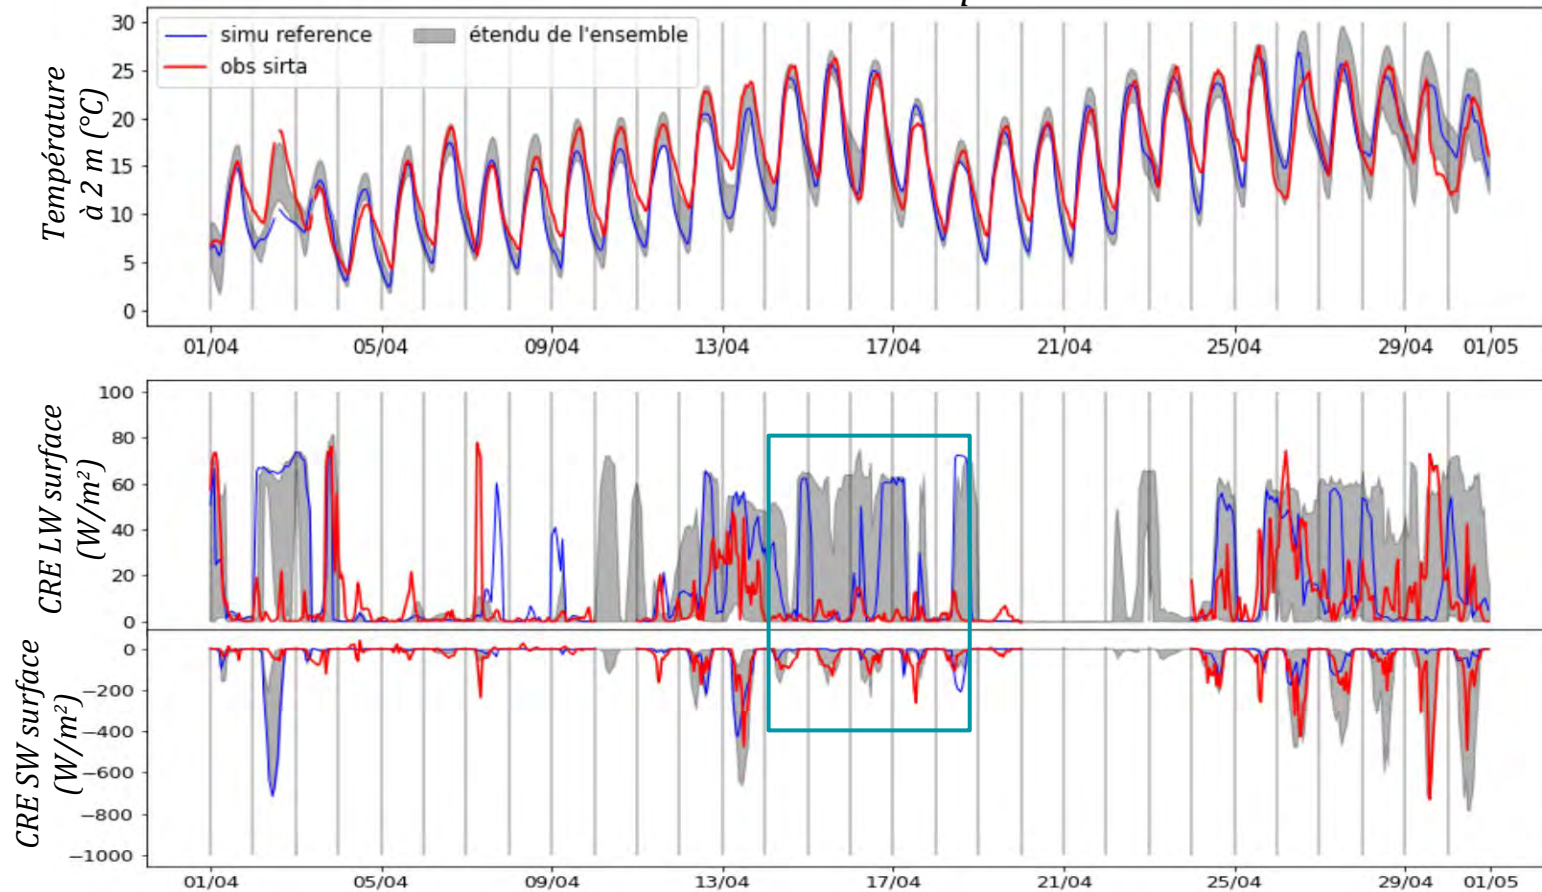 30
25
20
15
10
5
0
Température
à 2 m (°C)
simu reference
étendu de l'ensemble
obs sirta
01/04 05/04 09/04 13/04 17/04 21/04 25/04 29/04 01/05
100
80
60
40
20
0
CRE LW surface
(W/m²)
0
−200
−400
−600
−800
−1000
CRE SW surface
(W/m²)
01/04 05/04 09/04 13/04 17/04 21/04 25/04 29/04 01/05